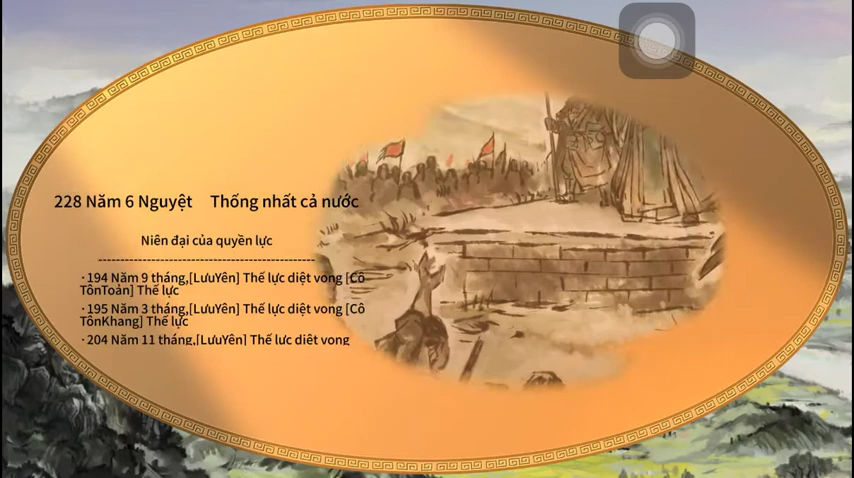 228 Năm 6 Nguyệt Thống nhất cả nước
Niên đại của quyền lực
·194 Năm 9 tháng,[LưuYên] Thế lực diệt vong [Cô
TônToản] Thế lực
·195 Năm 3 tháng,[LưuYên] Thế lực diệt vong [Cô
TônKhang] Thế lực
·204 Năm 11 tháng,[LưuYên] Thế lực diệt vong